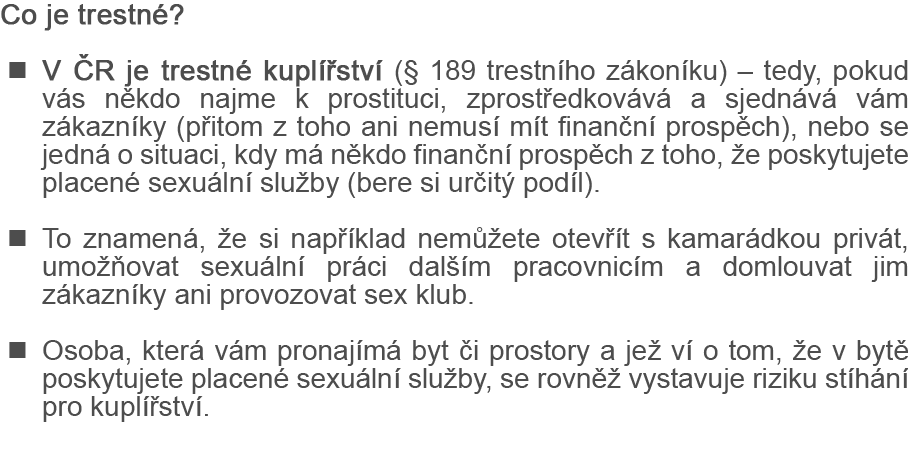 Co je trestné?
■ V ČR je trestné kuplířství (§ 189 trestního zákoníku) – tedy, pokud
vás někdo najme k prostituci, zprostředkovává a sjednává vám
zákazníky (přitom z toho ani nemusí mít finanční prospěch), nebo se
jedná o situaci, kdy má někdo finanční prospěch z toho, že poskytujete
placené sexuální služby (bere si určitý podíl).
■ To znamená, že si například nemůžete otevřít s kamarádkou privát,
umožňovat sexuální práci dalším pracovnicím a domlouvat jim
zákazníky ani provozovat sex klub.
■ Osoba, která vám pronajímá byt či prostory a jež ví o tom, že v bytě
poskytujete placené sexuální služby, se rovněž vystavuje riziku stíhání
pro kuplířství.